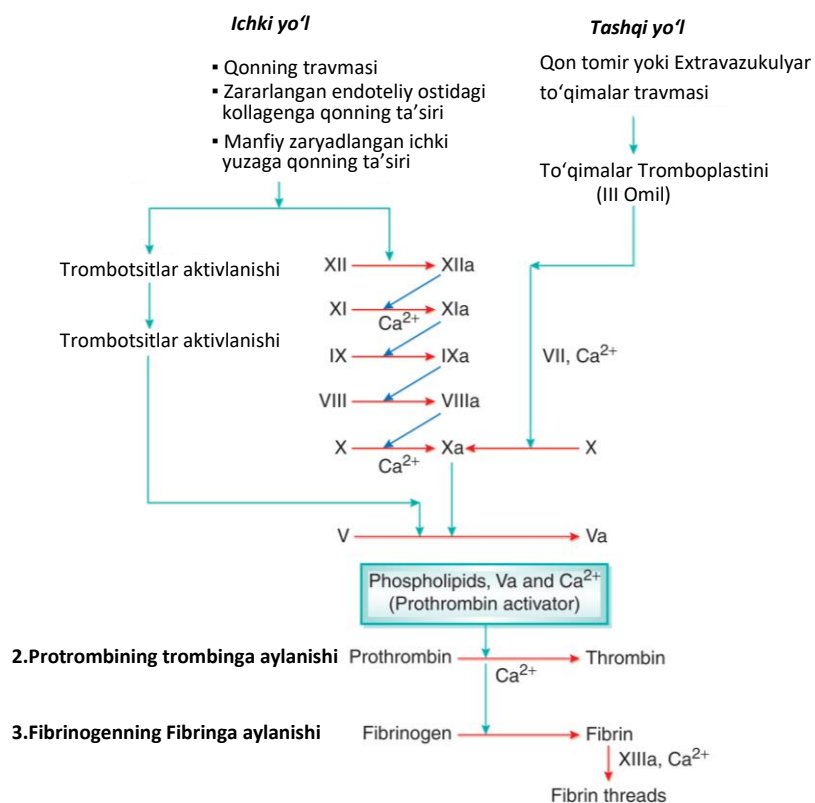 Ichki yo‘l
▪ Qonning travmasi
▪ Zararlangan endoteliy ostidagi
kollagenga qonning ta’siri
▪ Manfiy zaryadlangan ichki
yuzaga qonning ta’siri
Tashqi yo‘l
Qon tomir yoki Extravazukulyar
to‘qimalar travmasi
To‘qimalar Tromboplastini
(III Omil)
Trombotsitlar aktivlanishi
Trombotsitlar aktivlanishi
XII XIIa
XI XIa
Ca²⁺
IX IXa
VII, Ca²⁺
VIII VIIIa
X Xa X
Ca²⁺
V Va
Phospholipids, Va and Ca²⁺
(Prothrombin activator)
2.Protrombining trombinga aylanishi Prothrombin Thrombin
Ca²⁺
3.Fibrinogenning Fibringa aylanishi Fibrinogen Fibrin
XIIIa, Ca²⁺
Fibrin threads